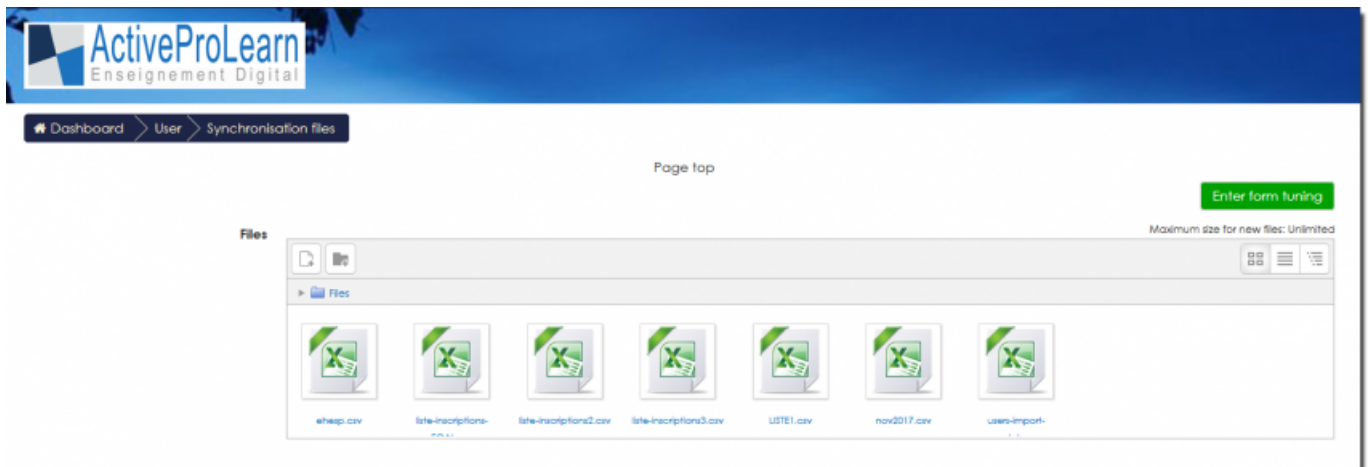 ActiveProLearn
Enseignement Digital
Dashboard User Synchronisation files
Page top
Enter form tuning
Maximum size for new files: Unlimited
Files
Files
ehesp.csv liste-inscriptions- liste-inscriptions2.csv liste-inscriptions3.csv LISTE1.csv nov2017.csv users-import-